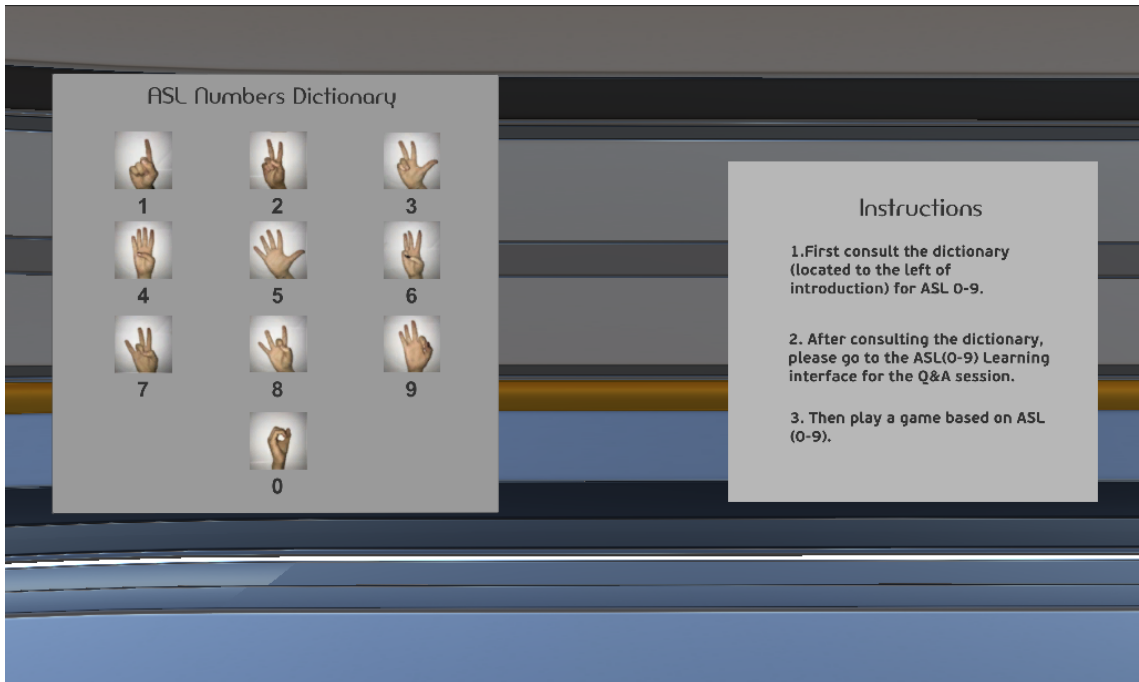 ASL Numbers Dictionary
1 2 3
4 5 6
7 8 9
0
Instructions
1.First consult the dictionary
(located to the left of
introduction) for ASL 0-9.
2. After consulting the dictionary,
please go to the ASL(0-9) Learning
interface for the Q&A session.
3. Then play a game based on ASL
(0-9).